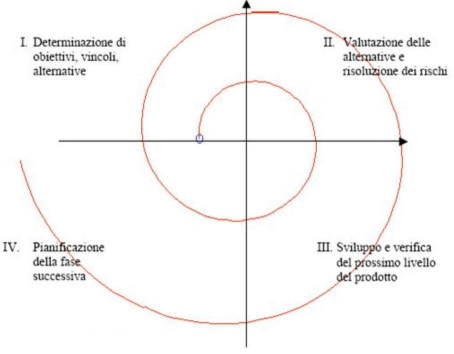 I. Determinazione di
obiettivi, vincoli,
alternative
II. Valutazione delle
alternative e
risoluzione dei rischi
IV. Pianificazione
della fase
successiva
III. Sviluppo e verifica
del prossimo livello
del prodotto